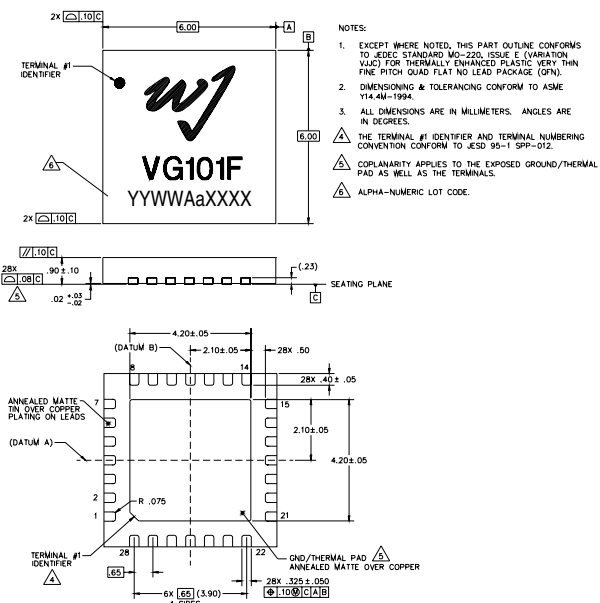 2X .10 C
6.00
A
B
TERMINAL #1
IDENTIFIER
wj
VG101F
YYWWAaXXXX
6
6.00
2X .10 C
NOTES:
1. EXCEPT WHERE NOTED, THIS PART OUTLINE CONFORMS
TO JEDEC STANDARD MO-220, ISSUE E (VARIATION
VJJC) FOR THERMALLY ENHANCED PLASTIC VERY THIN
FINE PITCH QUAD FLAT NO LEAD PACKAGE (QFN).
2. DIMENSIONING & TOLERANCING CONFORM TO ASME
Y14.4M-1994.
3. ALL DIMENSIONS ARE IN MILLIMETERS. ANGLES ARE
IN DEGREES.
4 THE TERMINAL #1 IDENTIFIER AND TERMINAL NUMBERING
CONVENTION CONFORM TO JESD 95-1 SPP-012.
5 COPLANARITY APPLIES TO THE EXPOSED GROUND/THERMAL
PAD AS WELL AS THE TERMINALS.
6 ALPHA-NUMERIC LOT CODE.
// .10 C
28X
.08 C
5
.90±.10
.02 +.03
-.02
(.23)
SEATING PLANE
C
4.20±.05
(DATUM B)
2.10±.05
28X .50
8
14
28X .40± .05
ANNEALED MATTE
TIN OVER COPPER
PLATING ON LEADS
7
15
2.10±.05
(DATUM A)
4.20±.05
2
R .075
1
21
TERMINAL #1
IDENTIFIER
4
28
22
GND/THERMAL PAD 5
ANNEALED MATTE OVER COPPER
.65
28X .325±.050
6X .65 (3.90)
⌖ .10 Ⓜ C A B
4 SIDES